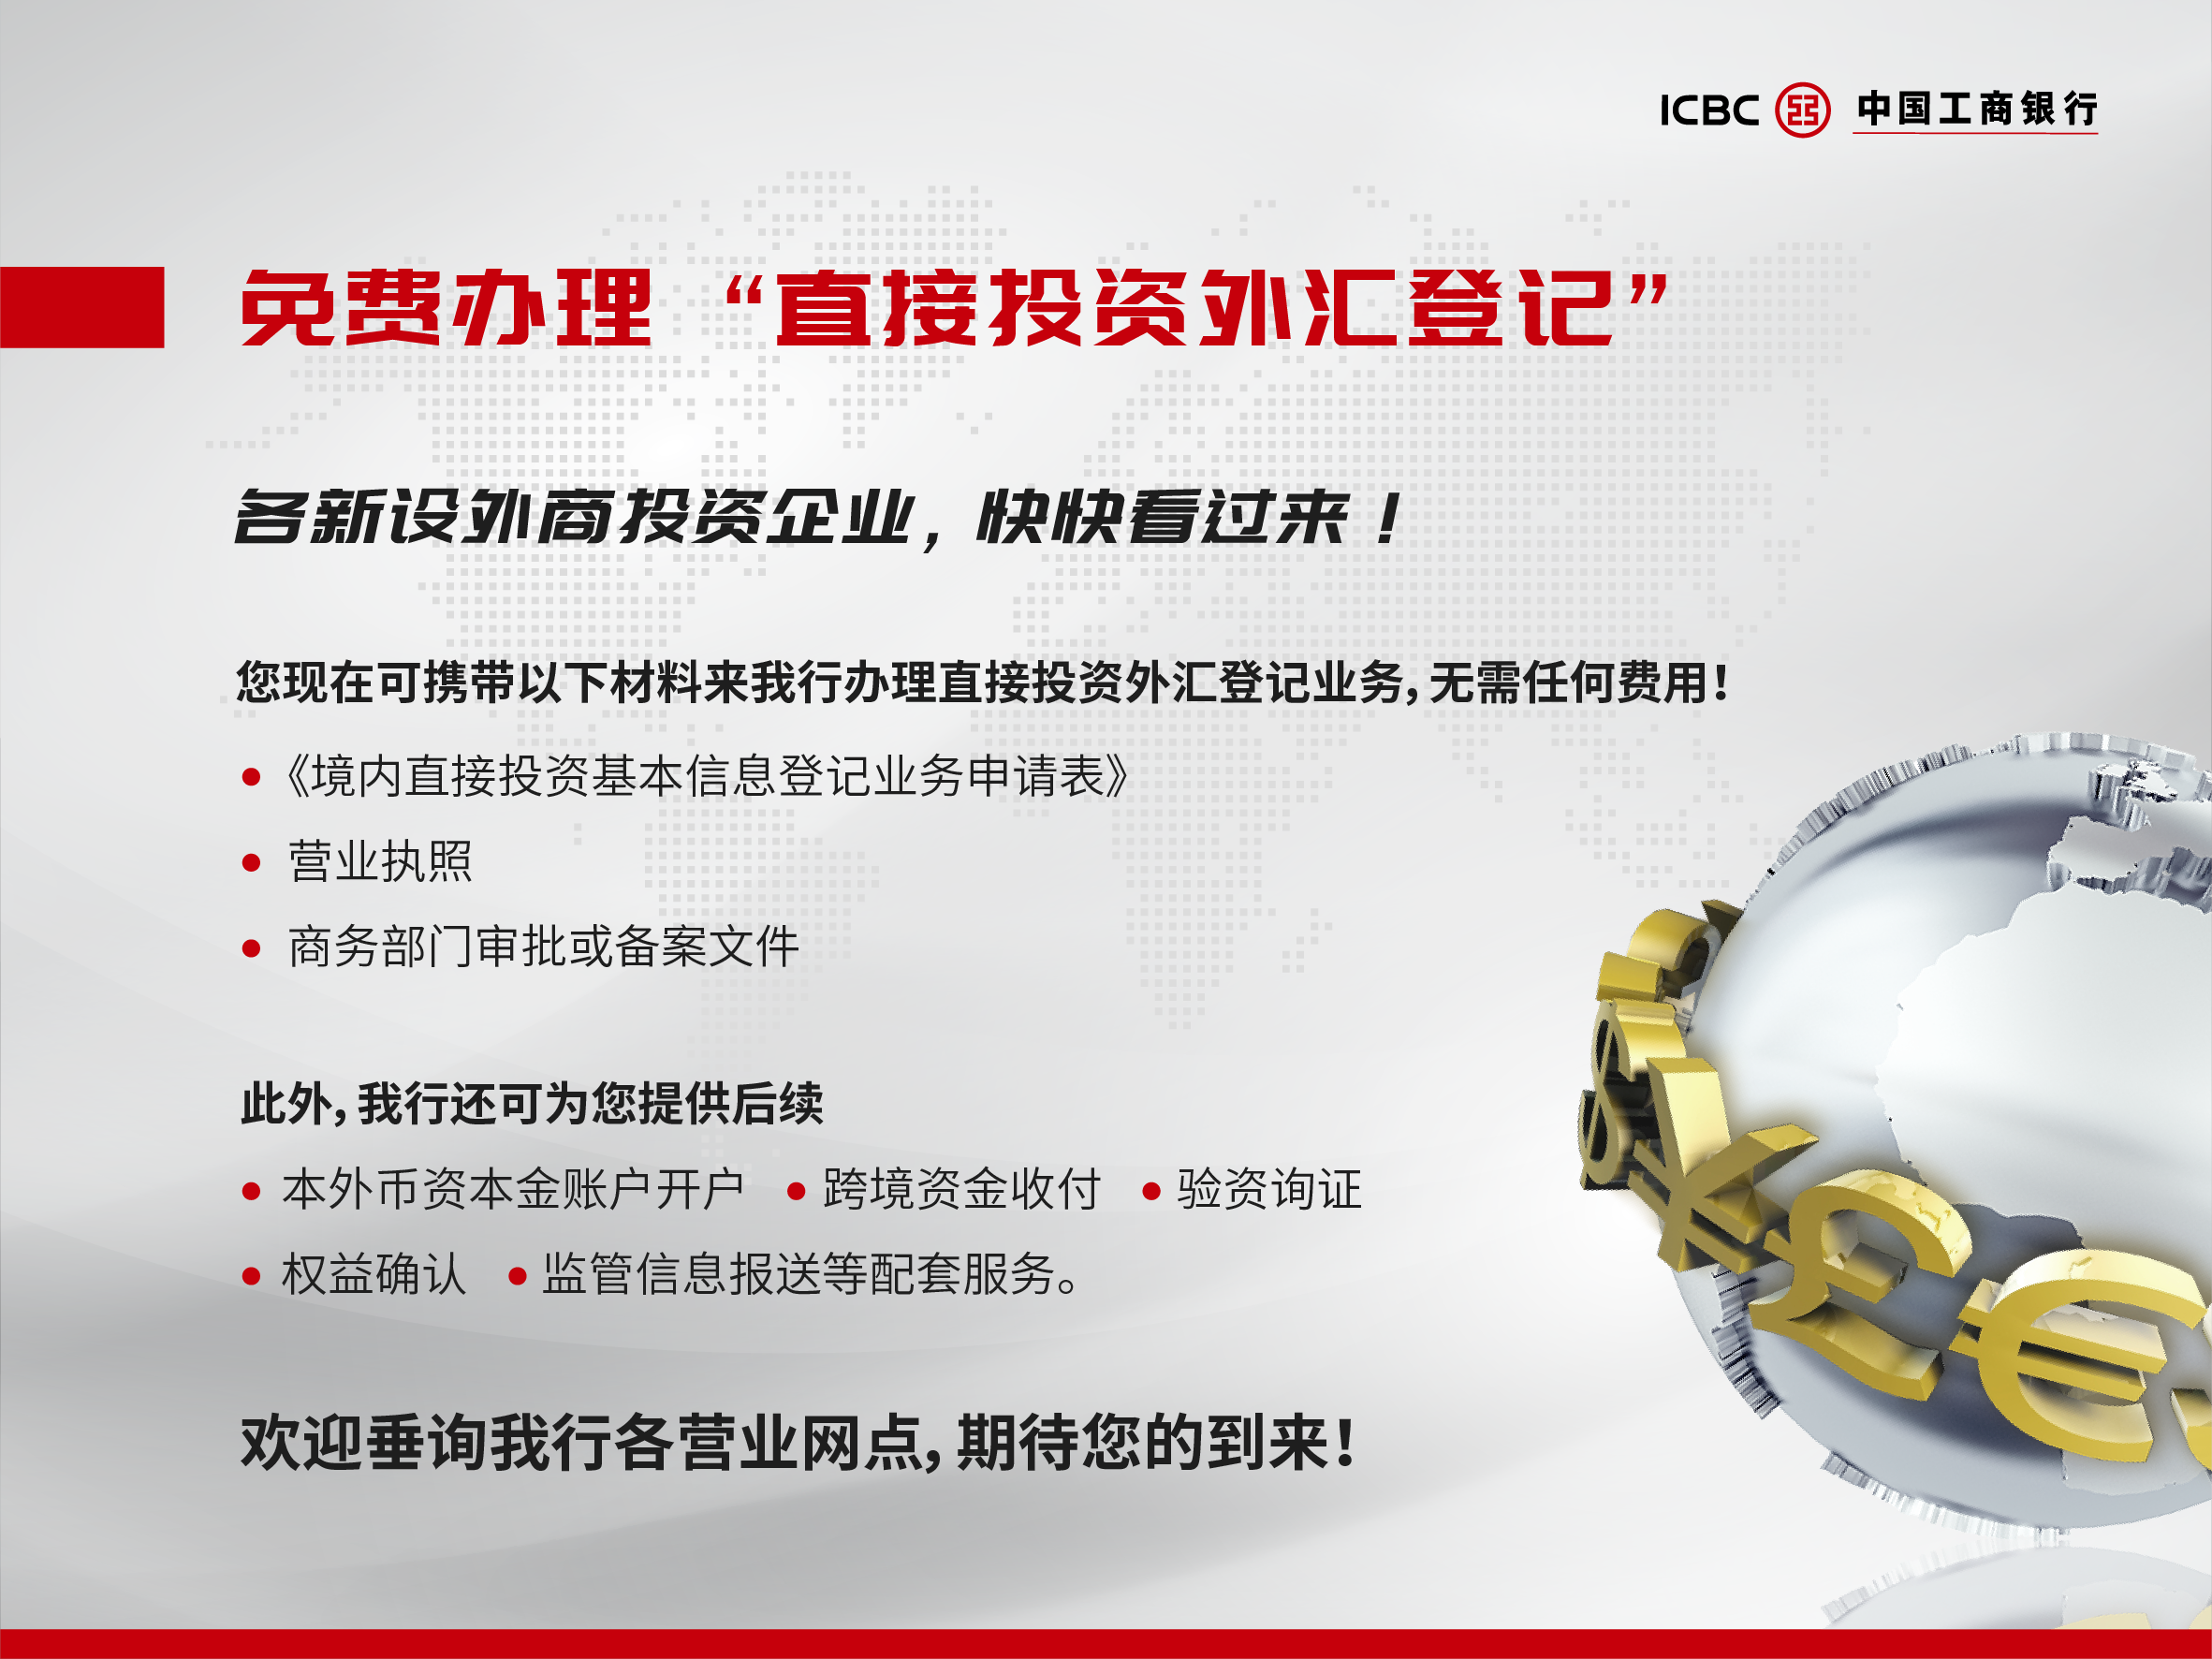 ICBC 中国工商银行
免费办理 “直接投资外汇登记”
各新设外商投资企业, 快快看过来！
您现在可携带以下材料来我行办理直接投资外汇登记业务，无需任何费用！
• 《境内直接投资基本信息登记业务申请表》
• 营业执照
• 商务部门审批或备案文件
此外，我行还可为您提供后续
• 本外币资本金账户开户 • 跨境资金收付 • 验资询证
• 权益确认 • 监管信息报送等配套服务。
欢迎垂询我行各营业网点，期待您的到来！